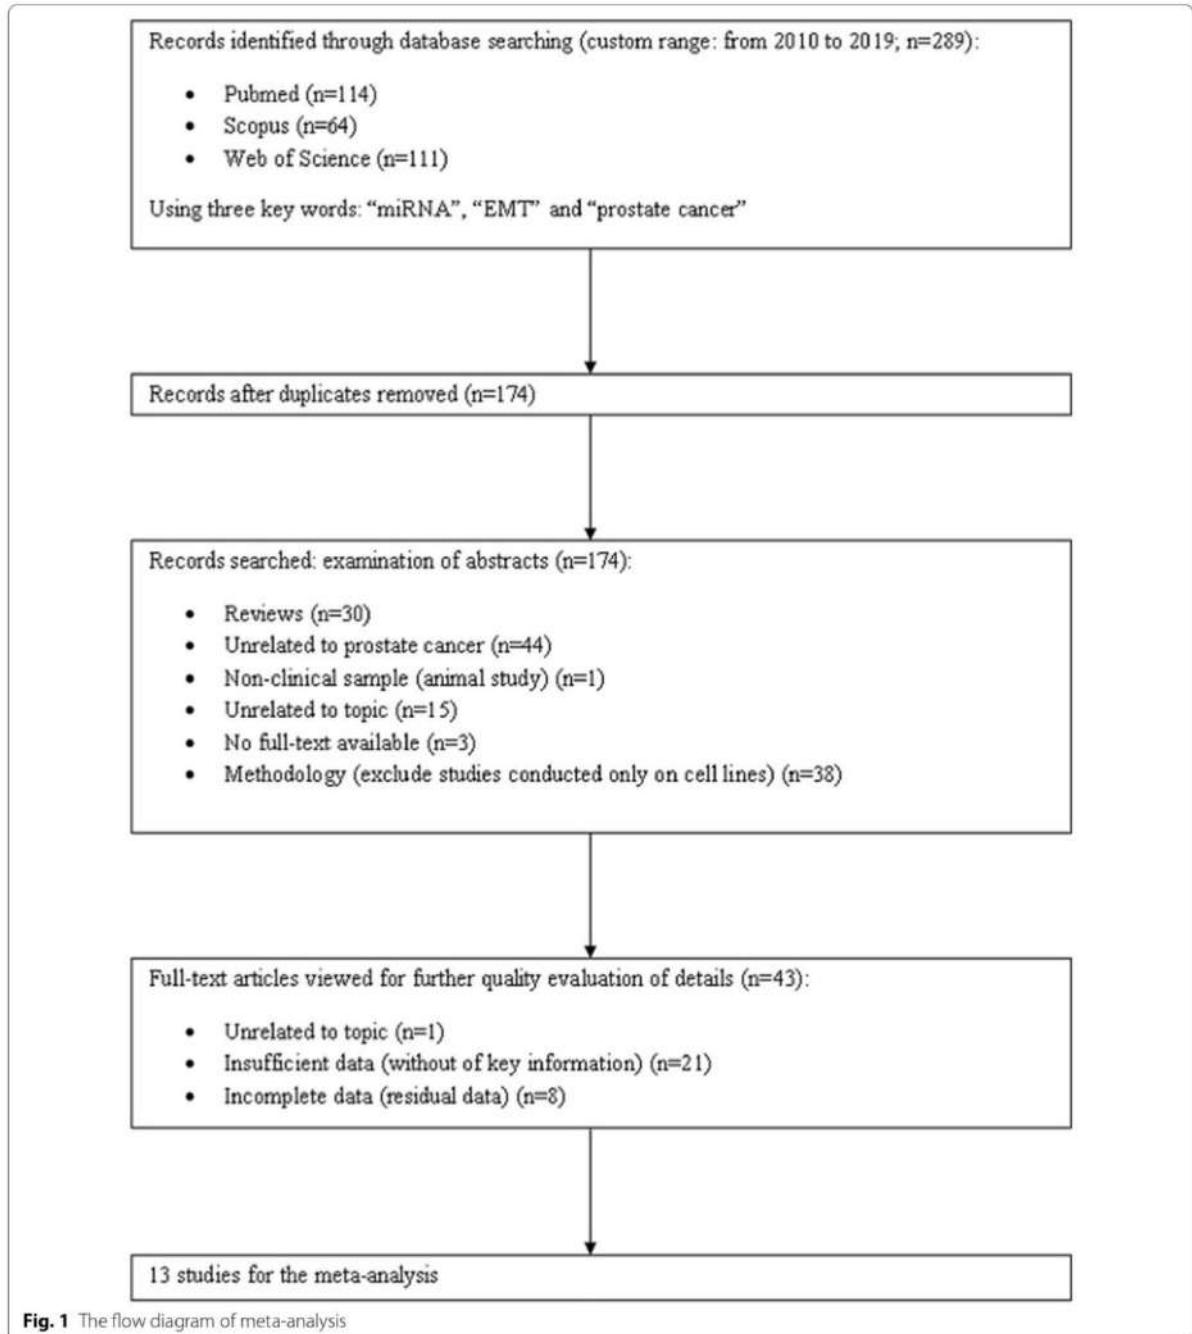 Records identified through database searching (custom range: from 2010 to 2019; n=289):
• Pubmed (n=114)
• Scopus (n=64)
• Web of Science (n=111)
Using three key words: “miRNA”, “EMT” and “prostate cancer”
Records after duplicates removed (n=174)
Records searched: examination of abstracts (n=174):
• Reviews (n=30)
• Unrelated to prostate cancer (n=44)
• Non-clinical sample (animal study) (n=1)
• Unrelated to topic (n=15)
• No full-text available (n=3)
• Methodology (exclude studies conducted only on cell lines) (n=38)
Full-text articles viewed for further quality evaluation of details (n=43):
• Unrelated to topic (n=1)
• Insufficient data (without of key information) (n=21)
• Incomplete data (residual data) (n=8)
13 studies for the meta-analysis
Fig. 1 The flow diagram of meta-analysis